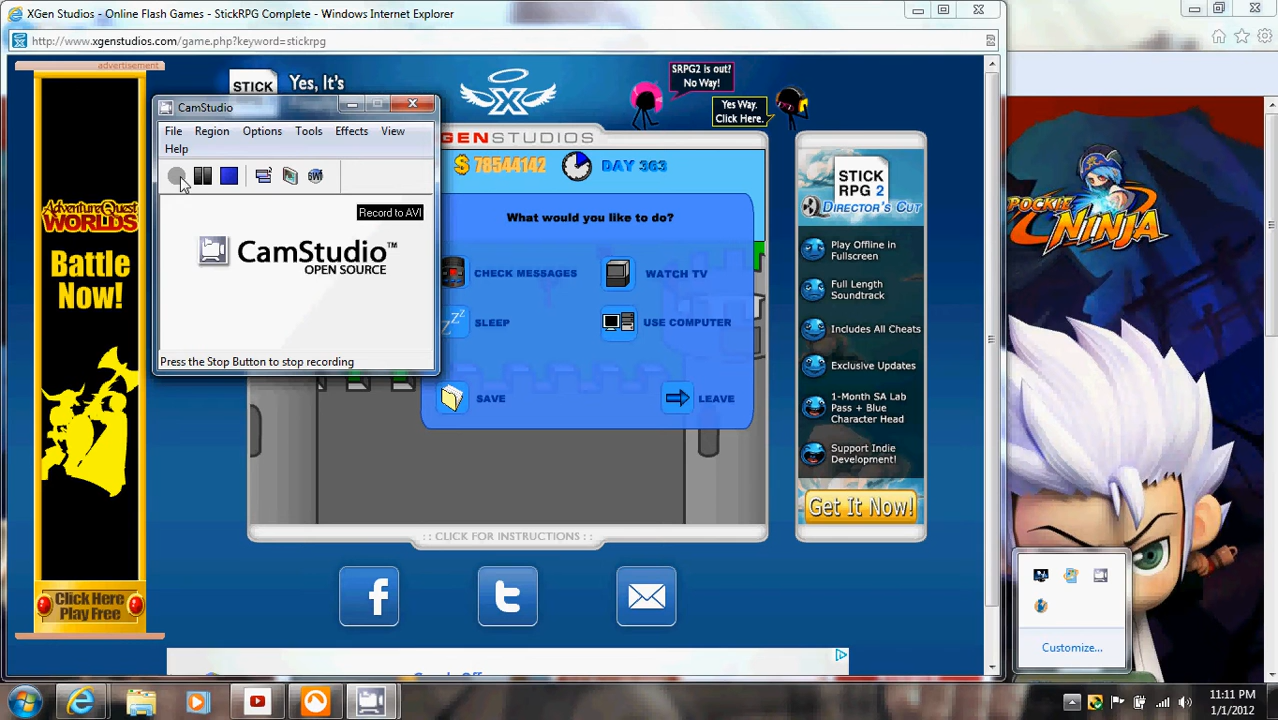 XGen Studios - Online Flash Games - StickRPG Complete - Windows Internet Explorer
http://www.xgenstudios.com/game.php?keyword=stickrpg
advertisement
AdventureQuest
WORLDS
Battle
Now!
Click Here
Play Free
STICK
Yes, It's
SRPG2 is out?
No Way!
Yes Way.
Click Here.
CamStudio
File Region Options Tools Effects View
Help
Record to AVI
CamStudio™
OPEN SOURCE
Press the Stop Button to stop recording
GENSTUDIOS
$ 78544142
DAY 363
What would you like to do?
CHECK MESSAGES
WATCH TV
SLEEP
USE COMPUTER
SAVE
LEAVE
:: CLICK FOR INSTRUCTIONS ::
STICK
RPG 2
DIRECTOR'S CUT
Play Offline in
Fullscreen
Full Length
Soundtrack
Includes All Cheats
Exclusive Updates
1-Month SA Lab
Pass + Blue
Character Head
Support Indie
Development!
Get It Now!
POCKIE
NINJA
Customize...
11:11 PM
1/1/2012